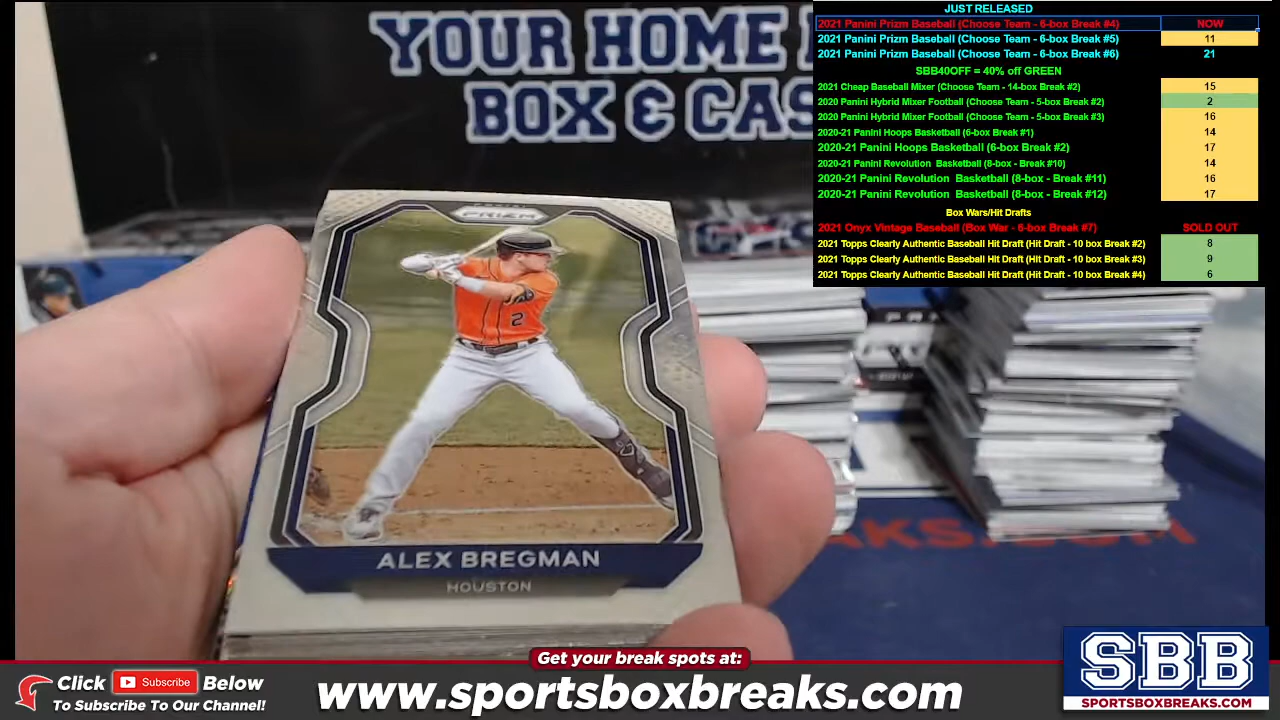 YOUR HOME
BOX & CAS
JUST RELEASED
2021 Panini Prizm Baseball (Choose Team - 6-box Break #4) NOW
2021 Panini Prizm Baseball (Choose Team - 6-box Break #5) 11
2021 Panini Prizm Baseball (Choose Team - 6-box Break #6) 21
SBB40OFF = 40% off GREEN
2021 Cheap Baseball Mixer (Choose Team - 14-box Break #2) 15
2020 Panini Hybrid Mixer Football (Choose Team - 5-box Break #2) 2
2020 Panini Hybrid Mixer Football (Choose Team - 5-box Break #3) 16
2020-21 Panini Hoops Basketball (6-box Break #1) 14
2020-21 Panini Hoops Basketball (6-box Break #2) 17
2020-21 Panini Revolution Basketball (8-box - Break #10) 14
2020-21 Panini Revolution Basketball (8-box - Break #11) 16
2020-21 Panini Revolution Basketball (8-box - Break #12) 17
Box Wars/Hit Drafts
2021 Onyx Vintage Baseball (Box War - 6-box Break #7) SOLD OUT
2021 Topps Clearly Authentic Baseball Hit Draft (Hit Draft - 10 box Break #2) 8
2021 Topps Clearly Authentic Baseball Hit Draft (Hit Draft - 10 box Break #3) 9
2021 Topps Clearly Authentic Baseball Hit Draft (Hit Draft - 10 box Break #4) 6
PRIZM
2
ALEX BREGMAN
HOUSTON
AKS.COM
Get your break spots at:
Click Subscribe Below
To Subscribe To Our Channel!
www.sportsboxbreaks.com
SBB
SPORTSBOXBREAKS.COM